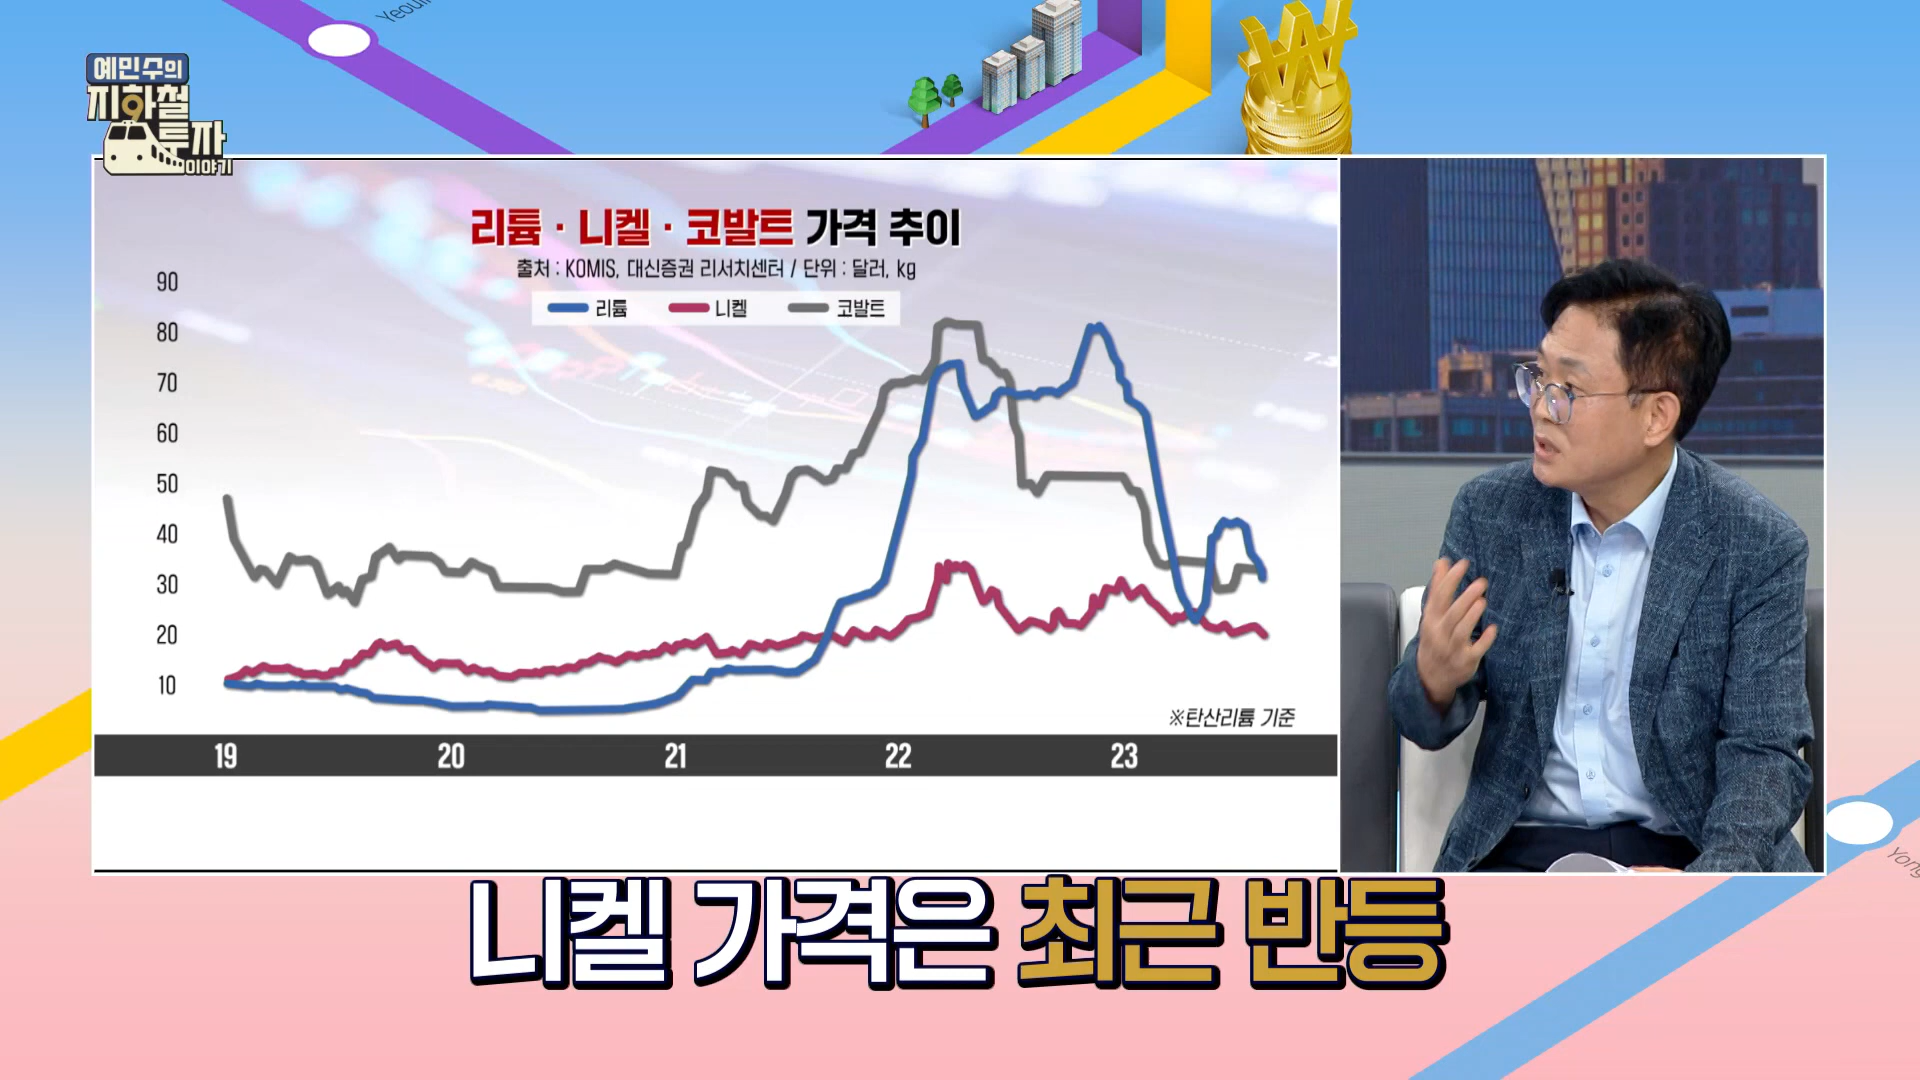 예민수의
지하철
투자
이야기
리튬·니켈·코발트 가격 추이
출처 : KOMIS, 대신증권 리서치센터 / 단위 : 달러, kg
리튬 니켈 코발트
90
80
70
60
50
40
30
20
10
※탄산리튬 기준
19 20 21 22 23
니켈 가격은 최근 반등